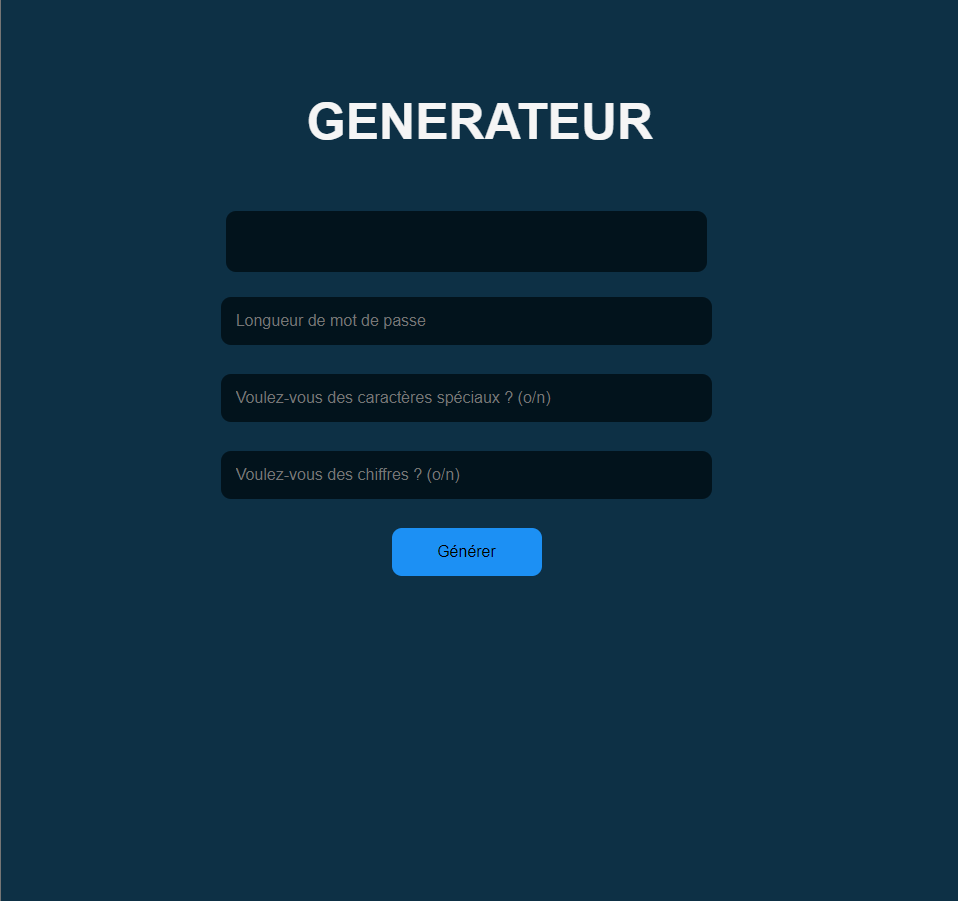 GENERATEUR
Longueur de mot de passe
Voulez-vous des caractères spéciaux ? (o/n)
Voulez-vous des chiffres ? (o/n)
Générer